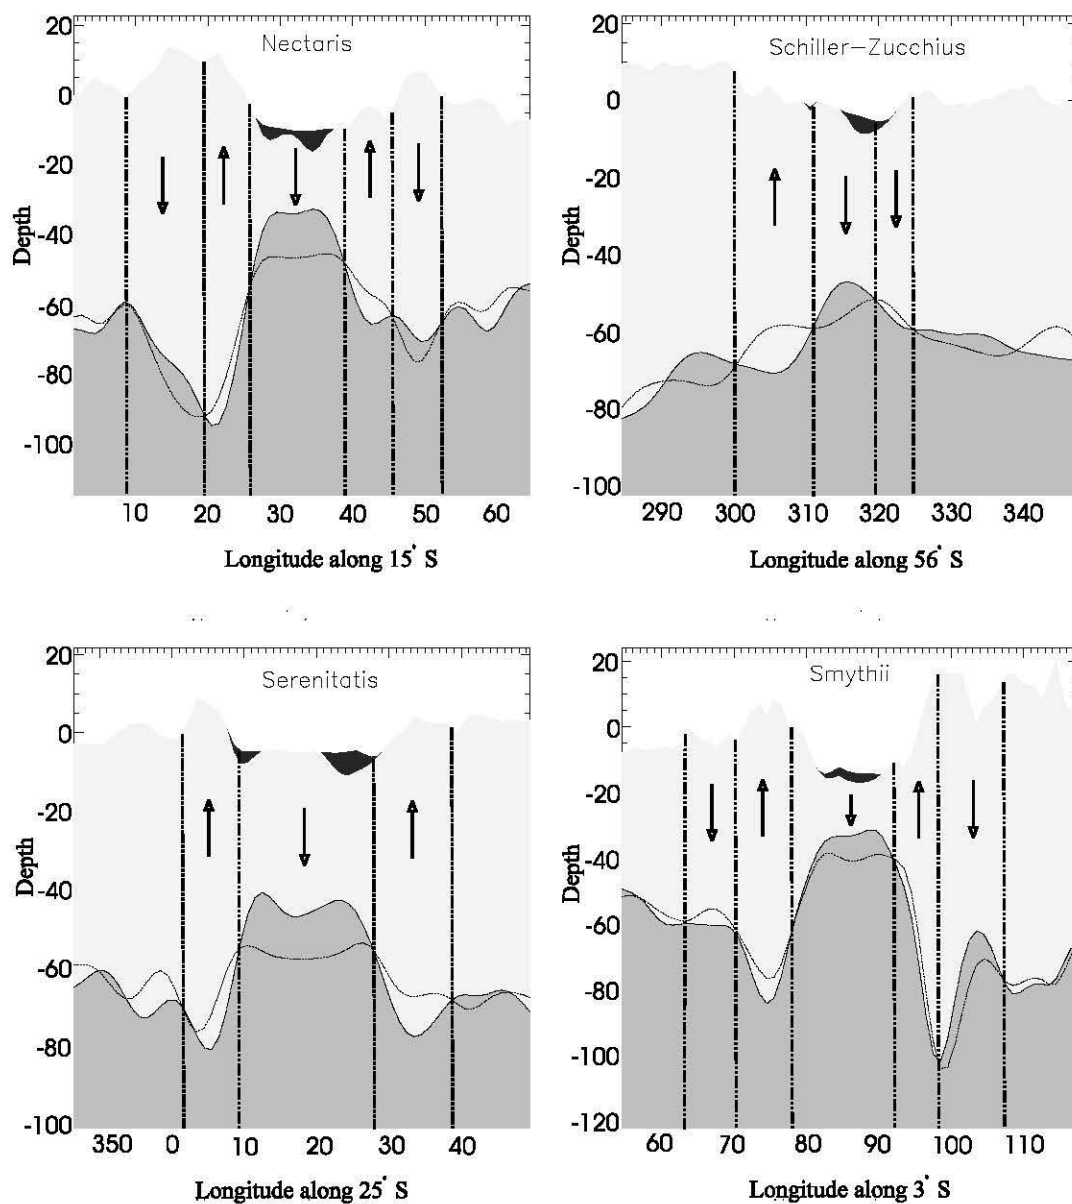 Nectaris
20
0
-20
-40
-60
-80
-100
Depth
10 20 30 40 50 60
Longitude along 15° S
Schiller–Zucchius
20
0
-20
-40
-60
-80
-100
Depth
290 300 310 320 330 340
Longitude along 56° S
Serenitatis
20
0
-20
-40
-60
-80
-100
Depth
350 0 10 20 30 40
Longitude along 25° S
Smythii
20
0
-20
-40
-60
-80
-100
-120
Depth
60 70 80 90 100 110
Longitude along 3° S